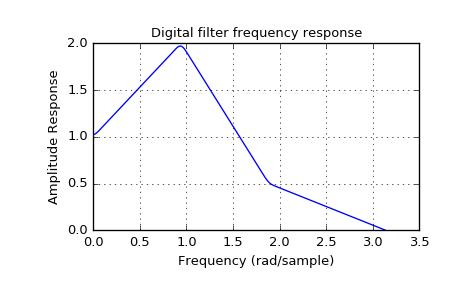 Digital filter frequency response
Amplitude Response
2.0
1.5
1.0
0.5
0.0
0.0 0.5 1.0 1.5 2.0 2.5 3.0 3.5
Frequency (rad/sample)